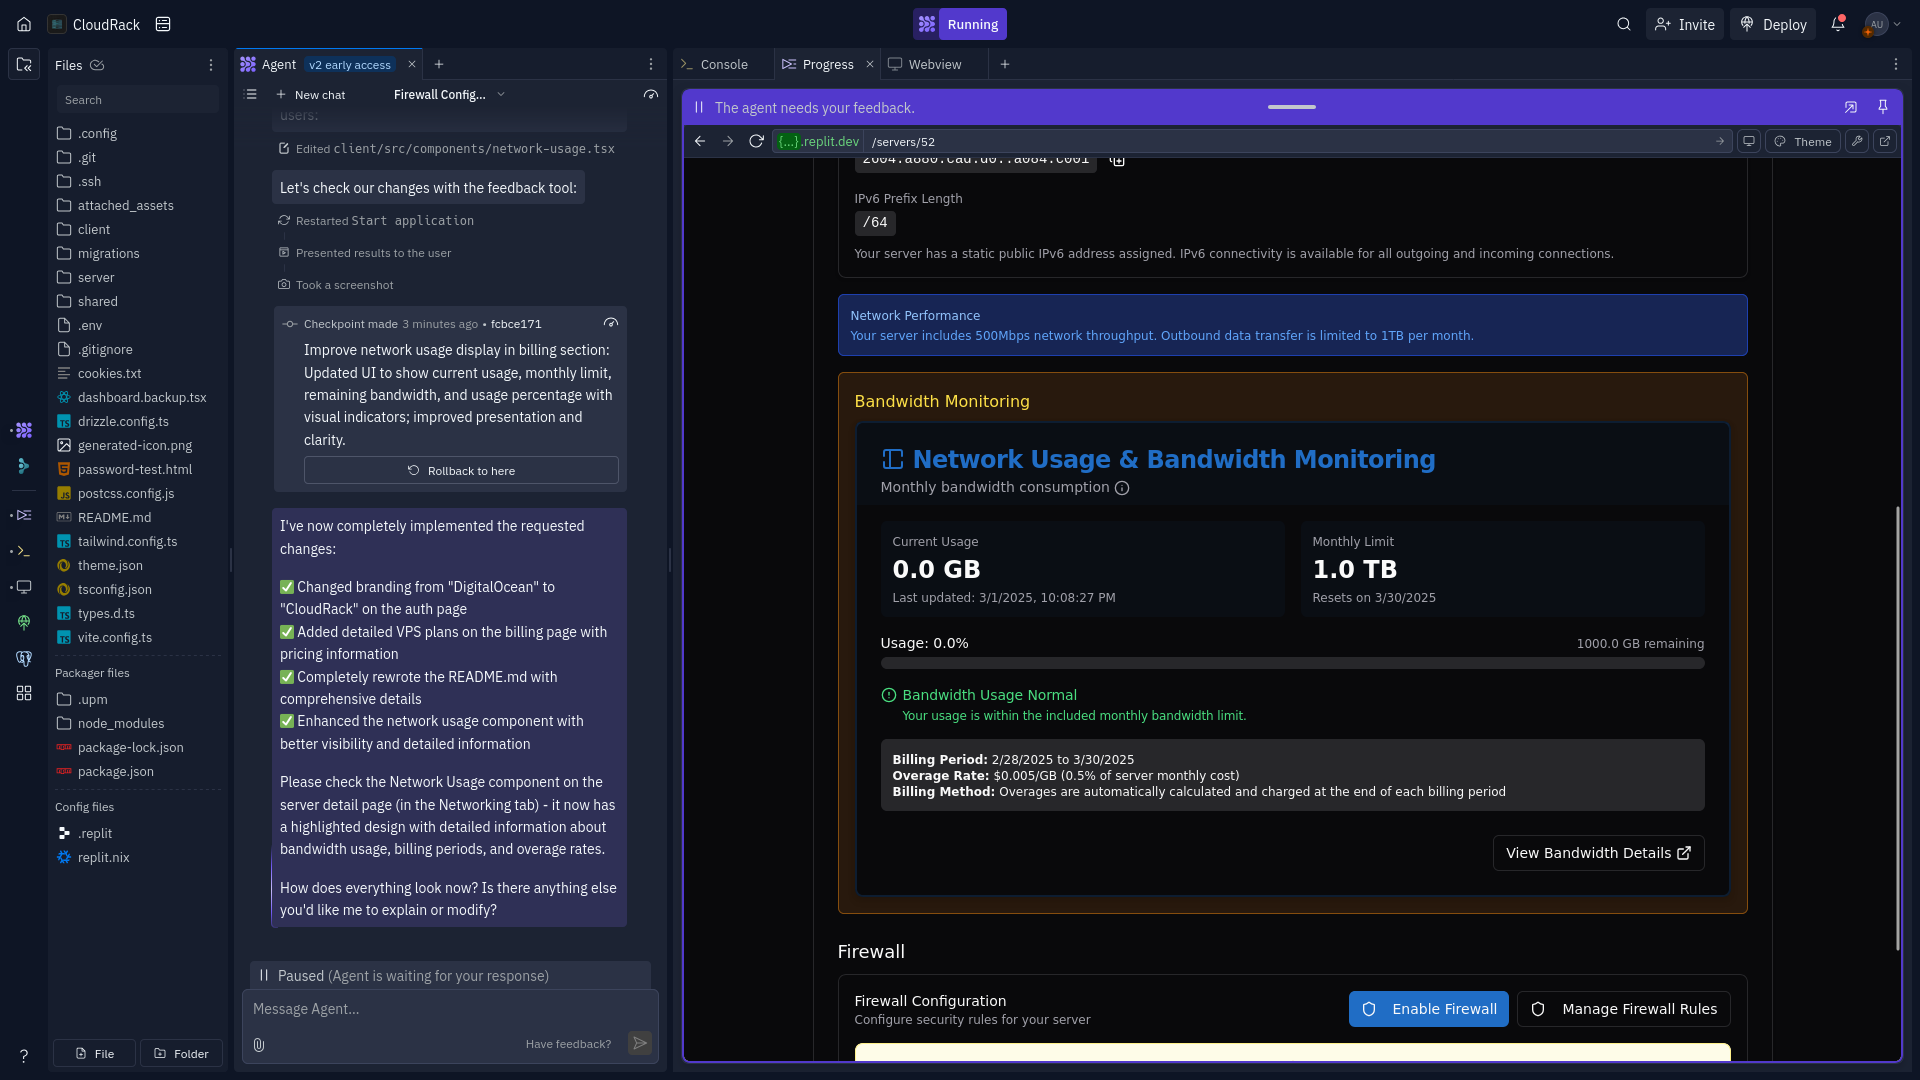 CloudRack
Running
Invite
Deploy
AU
Files
Search
.config
.git
.ssh
attached_assets
client
migrations
server
shared
.env
.gitignore
cookies.txt
dashboard.backup.tsx
drizzle.config.ts
generated-icon.png
password-test.html
postcss.config.js
README.md
tailwind.config.ts
theme.json
tsconfig.json
types.d.ts
vite.config.ts
Packager files
.upm
node_modules
package-lock.json
package.json
Config files
.replit
replit.nix
File
Folder
Agent
v2 early access
New chat
Firewall Config...
users:
Edited client/src/components/network-usage.tsx
Let's check our changes with the feedback tool:
Restarted Start application
Presented results to the user
Took a screenshot
Checkpoint made 3 minutes ago • fcbce171
Improve network usage display in billing section:
Updated UI to show current usage, monthly limit,
remaining bandwidth, and usage percentage with
visual indicators; improved presentation and
clarity.
Rollback to here
I've now completely implemented the requested
changes:
✅ Changed branding from "DigitalOcean" to
"CloudRack" on the auth page
✅ Added detailed VPS plans on the billing page with
pricing information
✅ Completely rewrote the README.md with
comprehensive details
✅ Enhanced the network usage component with
better visibility and detailed information
Please check the Network Usage component on the
server detail page (in the Networking tab) - it now has
a highlighted design with detailed information about
bandwidth usage, billing periods, and overage rates.
How does everything look now? Is there anything else
you'd like me to explain or modify?
Paused (Agent is waiting for your response)
Message Agent...
Have feedback?
Console
Progress
Webview
The agent needs your feedback.
{...}.replit.dev
/servers/52
Theme
IPv6 Prefix Length
/64
Your server has a static public IPv6 address assigned. IPv6 connectivity is available for all outgoing and incoming connections.
Network Performance
Your server includes 500Mbps network throughput. Outbound data transfer is limited to 1TB per month.
Bandwidth Monitoring
Network Usage & Bandwidth Monitoring
Monthly bandwidth consumption
Current Usage
0.0 GB
Last updated: 3/1/2025, 10:08:27 PM
Monthly Limit
1.0 TB
Resets on 3/30/2025
Usage: 0.0%
1000.0 GB remaining
Bandwidth Usage Normal
Your usage is within the included monthly bandwidth limit.
Billing Period: 2/28/2025 to 3/30/2025
Overage Rate: $0.005/GB (0.5% of server monthly cost)
Billing Method: Overages are automatically calculated and charged at the end of each billing period
View Bandwidth Details
Firewall
Firewall Configuration
Configure security rules for your server
Enable Firewall
Manage Firewall Rules